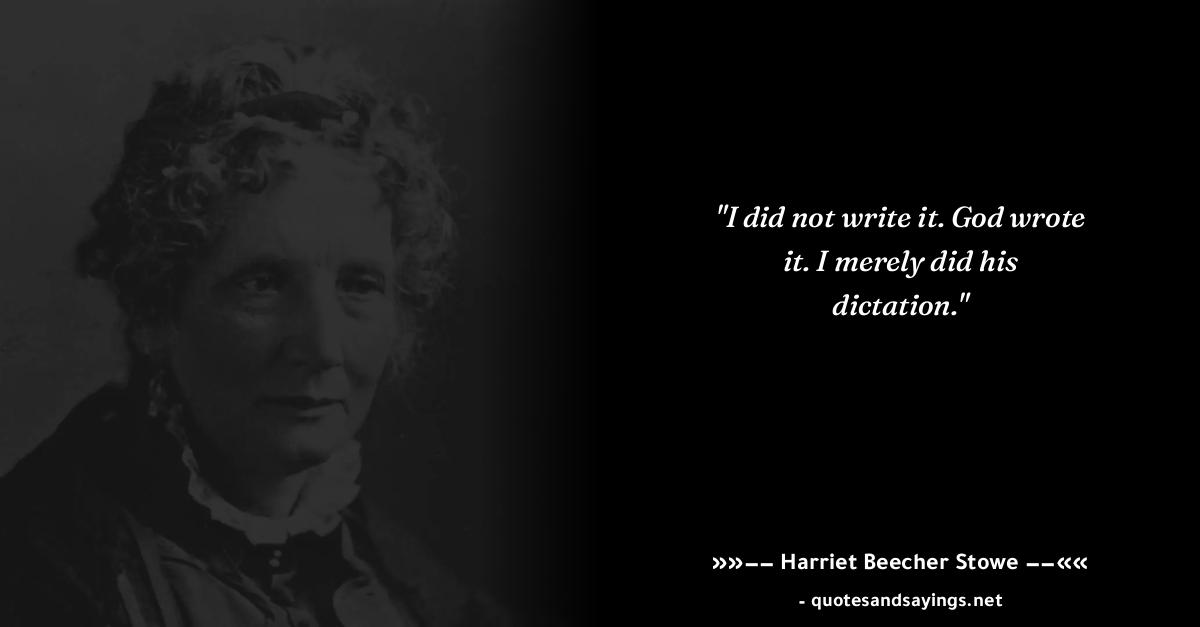 "I did not write it. God wrote
it. I merely did his
dictation."
»»−− Harriet Beecher Stowe −−««
- quotesandsayings.net